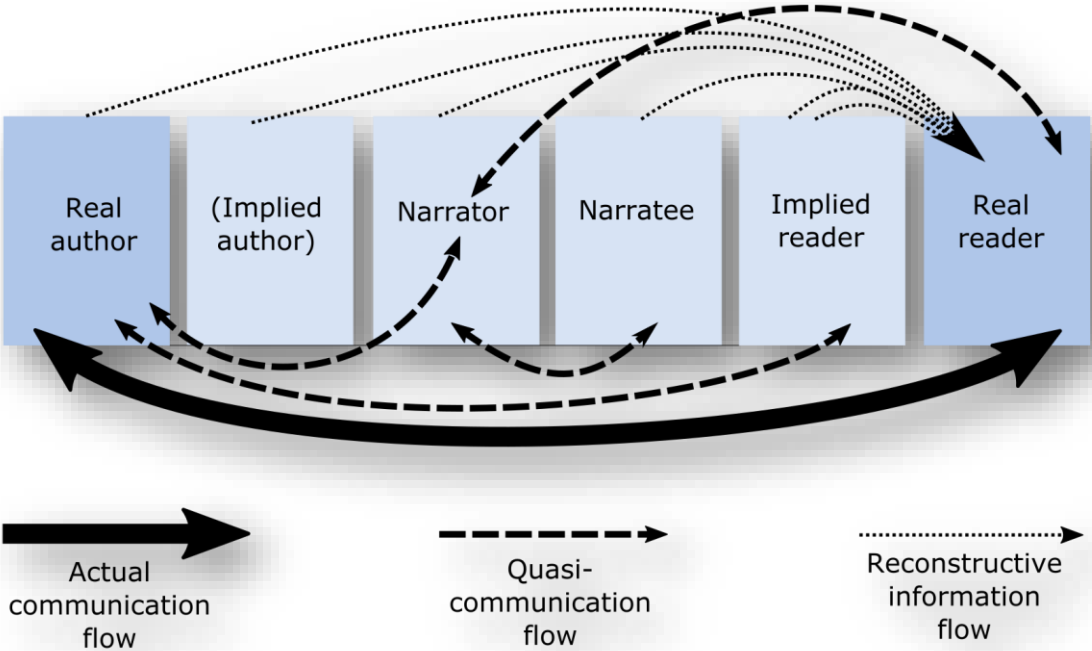 Real
author
(Implied
author)
Narrator
Narratee
Implied
reader
Real
reader
Actual
communication
flow
Quasi-
communication
flow
Reconstructive
information
flow